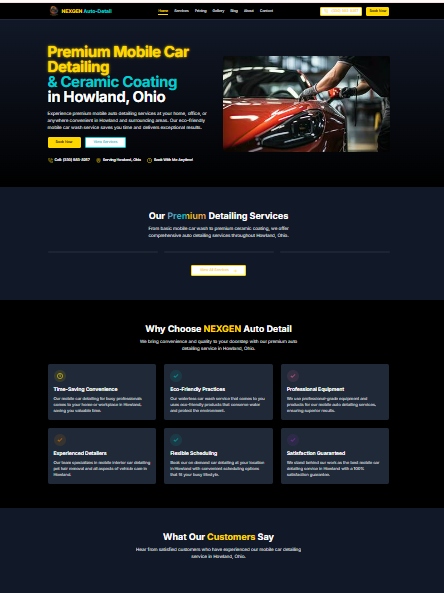 NEXGEN Auto-Detail
Home Services Pricing Gallery Blog About Contact
Book Now
Premium Mobile Car
Detailing
& Ceramic Coating
in Howland, Ohio
Experience premium mobile auto detailing services at your home, office, or
anywhere convenient in Howland and surrounding areas. Our eco-friendly
mobile car wash service saves you time and delivers exceptional results.
Book Now
View Services
Serving Howland, Ohio
Book With Me Anytime!
Our Premium Detailing Services
From basic mobile car wash to premium ceramic coating, we offer
comprehensive auto detailing services throughout Howland, Ohio.
View All Services
Why Choose NEXGEN Auto Detail
We bring convenience and quality to your doorstep with our premium auto
detailing service in Howland, Ohio.
Time-Saving Convenience
Our mobile car detailing for busy professionals
comes to your home or workplace in Howland,
saving you valuable time.
Eco-Friendly Practices
Our waterless car wash service that comes to you
uses eco-friendly products that conserve water
and protect the environment.
Professional Equipment
We use professional-grade equipment and
products for our mobile auto detailing services,
ensuring superior results.
Experienced Detailers
Our team specializes in mobile interior car detailing
pet hair removal and all aspects of vehicle care in
Howland.
Flexible Scheduling
Book our on demand car detailing at your location
in Howland with convenient scheduling options
that fit your busy lifestyle.
Satisfaction Guaranteed
We stand behind our work as the best mobile car
detailing service in Howland with a 100%
satisfaction guarantee.
What Our Customers Say
Hear from satisfied customers who have experienced our mobile car detailing
service in Howland, Ohio.